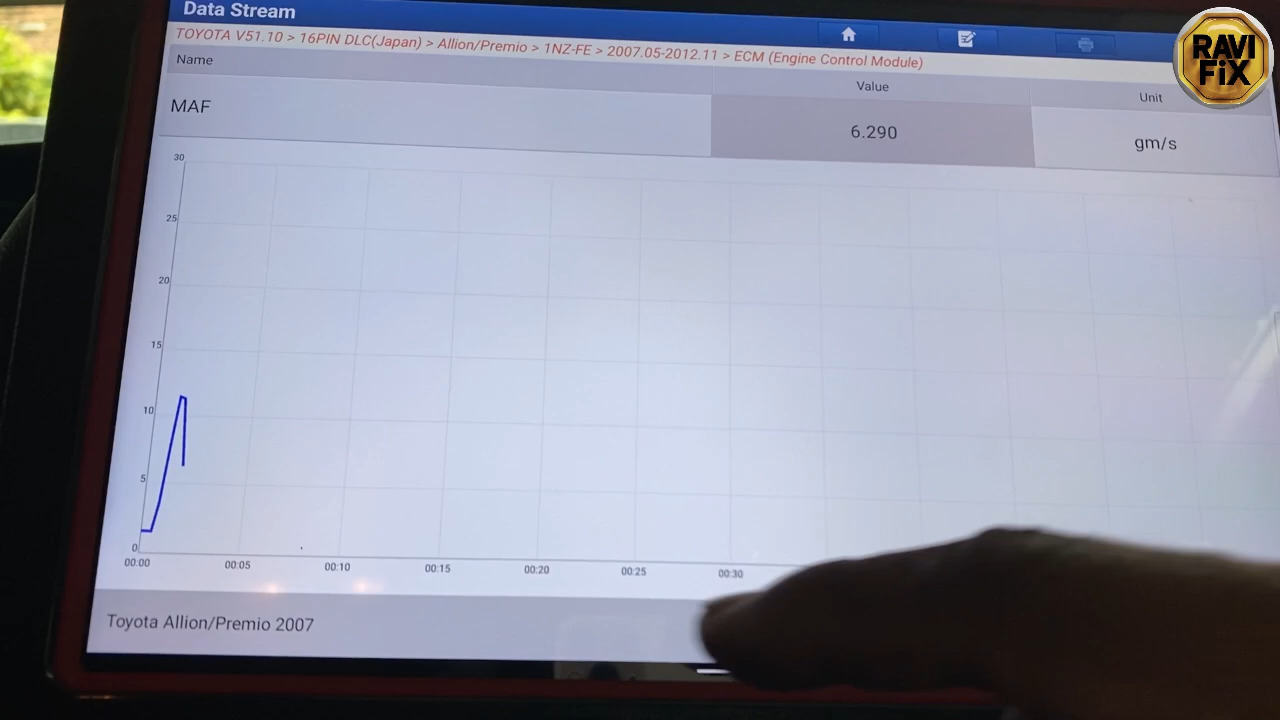 Data Stream
TOYOTA V51.10 > 16PIN DLC(Japan) > Allion/Premio > 1NZ-FE > 2007.05-2012.11 > ECM (Engine Control Module)
RAVI
FiX
Name
Value
Unit
MAF
6.290
gm/s
30
25
20
15
10
5
0
00:00
00:05
00:10
00:15
00:20
00:25
00:30
Toyota Allion/Premio 2007